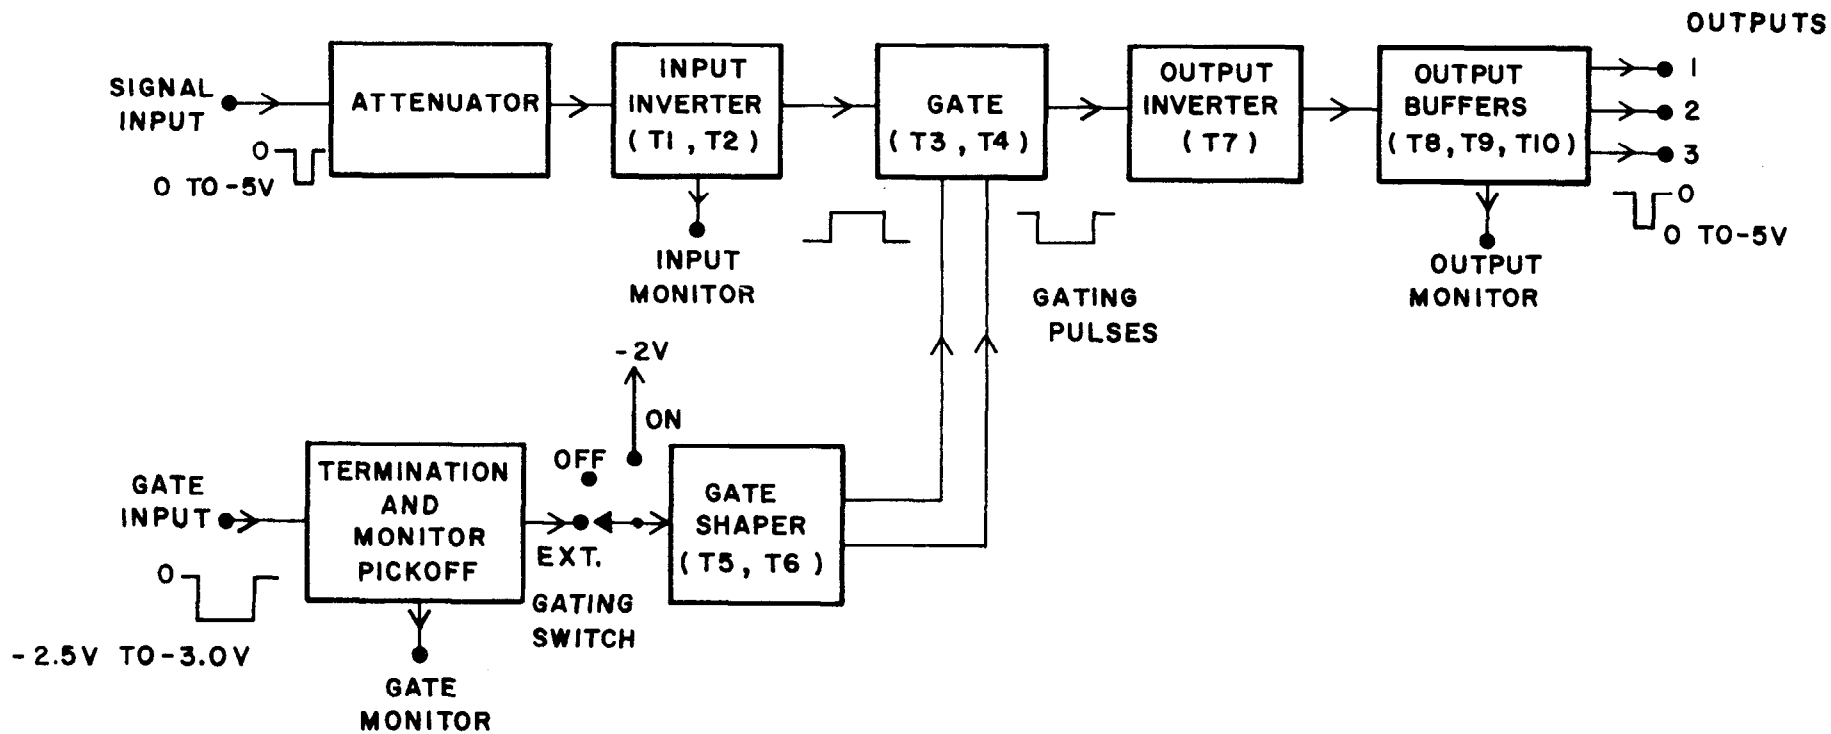 OUTPUTS
SIGNAL
INPUT
0
0 TO -5V
ATTENUATOR
INPUT
INVERTER
( T1 , T2 )
INPUT
MONITOR
GATE
( T3 , T4 )
GATING
PULSES
OUTPUT
INVERTER
( T7 )
OUTPUT
BUFFERS
( T8, T9, T10 )
1
2
3
0
0 TO -5V
OUTPUT
MONITOR
-2V
ON
OFF
EXT.
GATING
SWITCH
GATE
INPUT
0
-2.5V TO -3.0V
TERMINATION
AND
MONITOR
PICKOFF
GATE
MONITOR
GATE
SHAPER
( T5 , T6 )